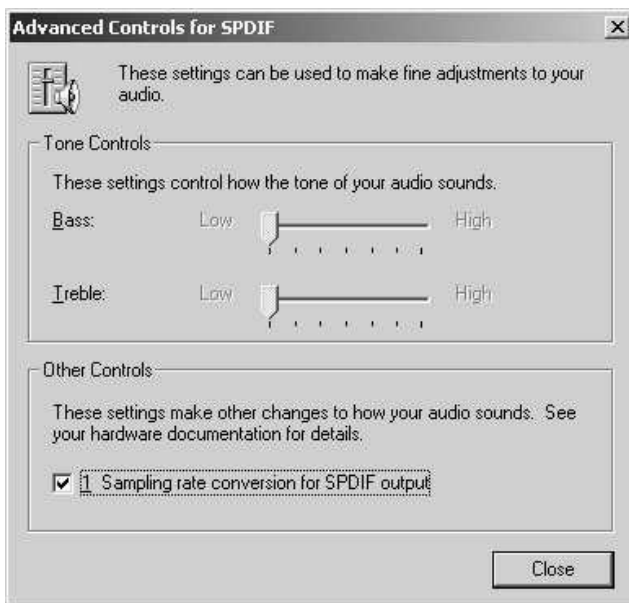 Advanced Controls for SPDIF
These settings can be used to make fine adjustments to your
audio.
Tone Controls
These settings control how the tone of your audio sounds.
Bass: Low High
Treble: Low High
Other Controls
These settings make other changes to how your audio sounds. See
your hardware documentation for details.
1 Sampling rate conversion for SPDIF output
Close